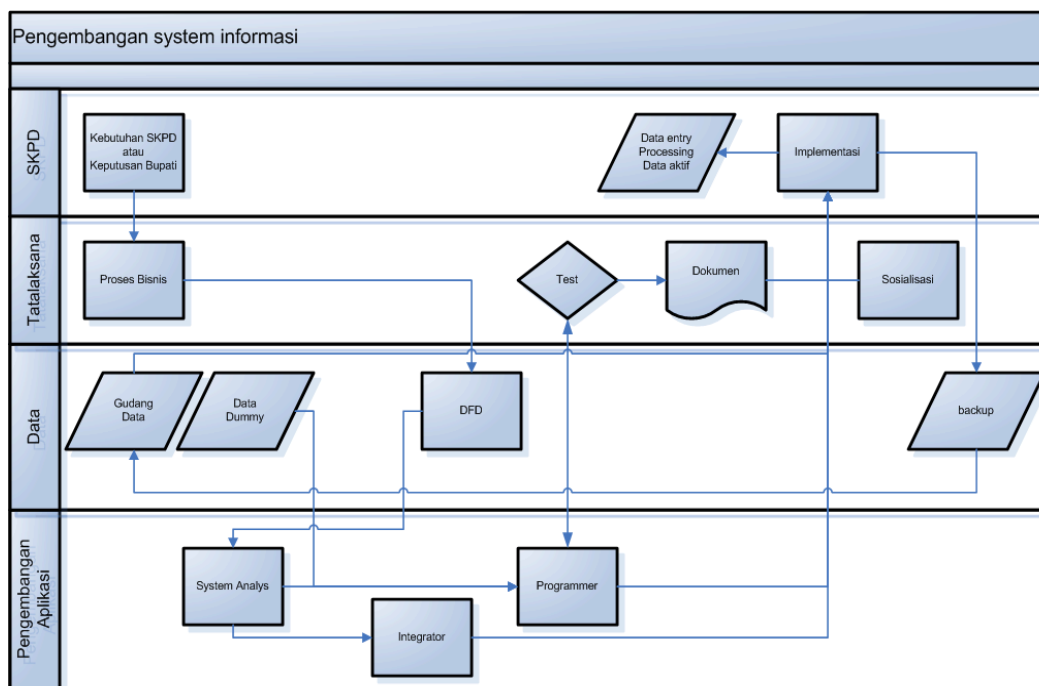 Pengembangan system informasi
SKPD
Kebutuhan SKPD
atau
Keputusan Bupati
Data entry
Processing
Data aktif
Implementasi
Tatalaksana
Proses Bisnis
Test
Dokumen
Sosialisasi
Data
Gudang
Data
Data
Dummy
DFD
backup
Pengembangan
Aplikasi
System Analys
Programmer
Integrator